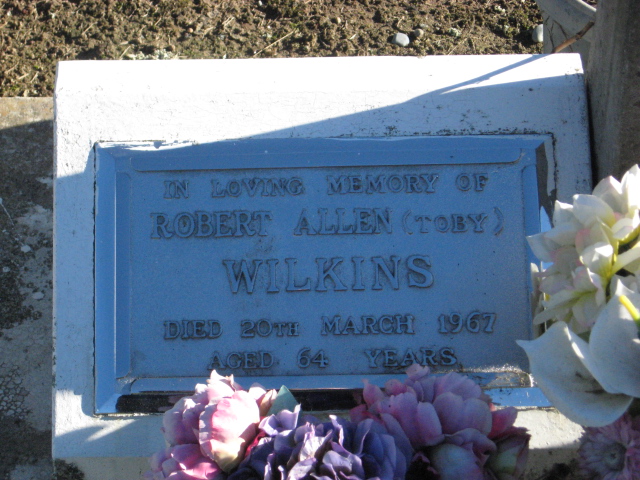 IN LOVING MEMORY OF
ROBERT ALLEN (TOBY)
WILKINS
DIED 20TH MARCH 1967
AGED 64 YEARS